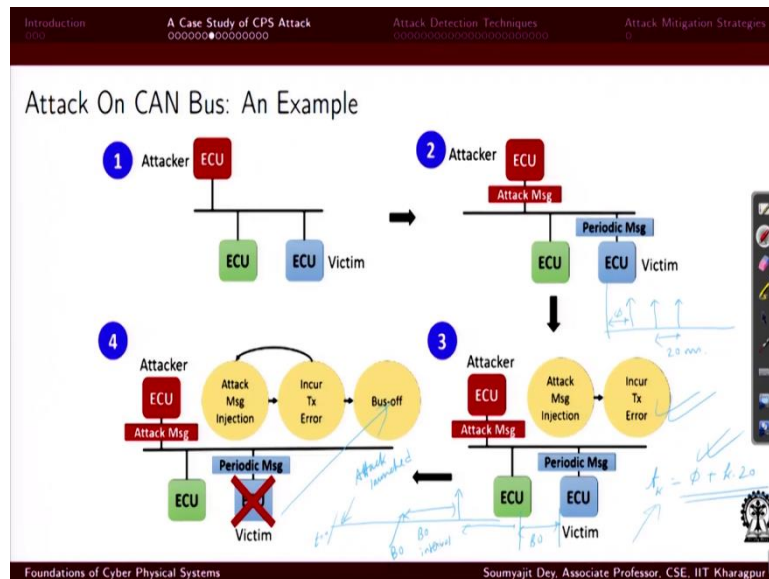 Introduction A Case Study of CPS Attack Attack Detection Techniques Attack Mitigation Strategies
Attack On CAN Bus: An Example
1
Attacker
ECU
ECU
ECU
Victim
2
Attacker
ECU
Attack Msg
Periodic Msg
ECU
ECU
Victim
ϕ
20 ms.
4
Attacker
ECU
Attack Msg
Attack Msg Injection
Incur Tx Error
Bus-off
Periodic Msg
ECU
Victim
Attack launched
t=0
BO
BO interval
BO
3
Attacker
ECU
Attack Msg
Attack Msg Injection
Incur Tx Error
Periodic Msg
ECU
ECU
Victim
t_k = ϕ + k.20
Foundations of Cyber Physical Systems Soumyajit Dey, Associate Professor, CSE, IIT Kharagpur